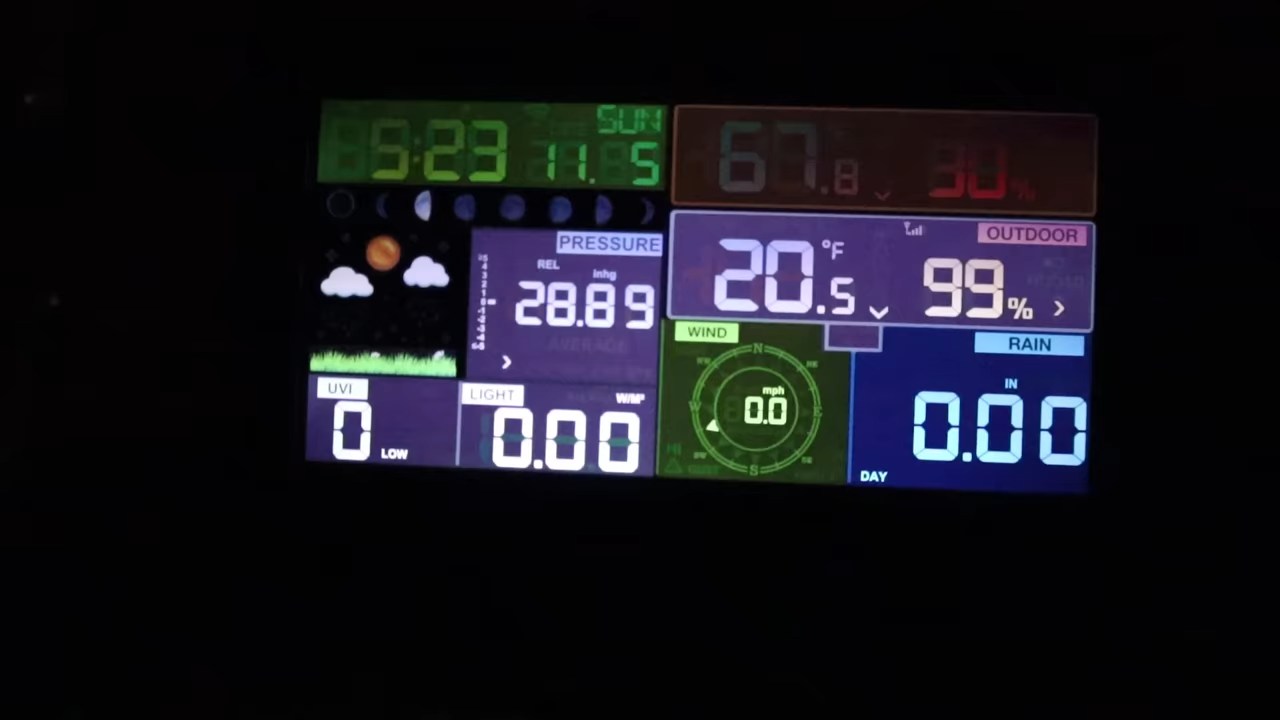 SUN
5:23 11. 5
67.8 30%
PRESSURE
REL inhg
28.89
OUTDOOR
20.5 °F 99%
UVI
0 LOW
LIGHT W/M²
0.00
WIND
N
E
S
W
mph
0.0
RAIN
IN
0.00
DAY